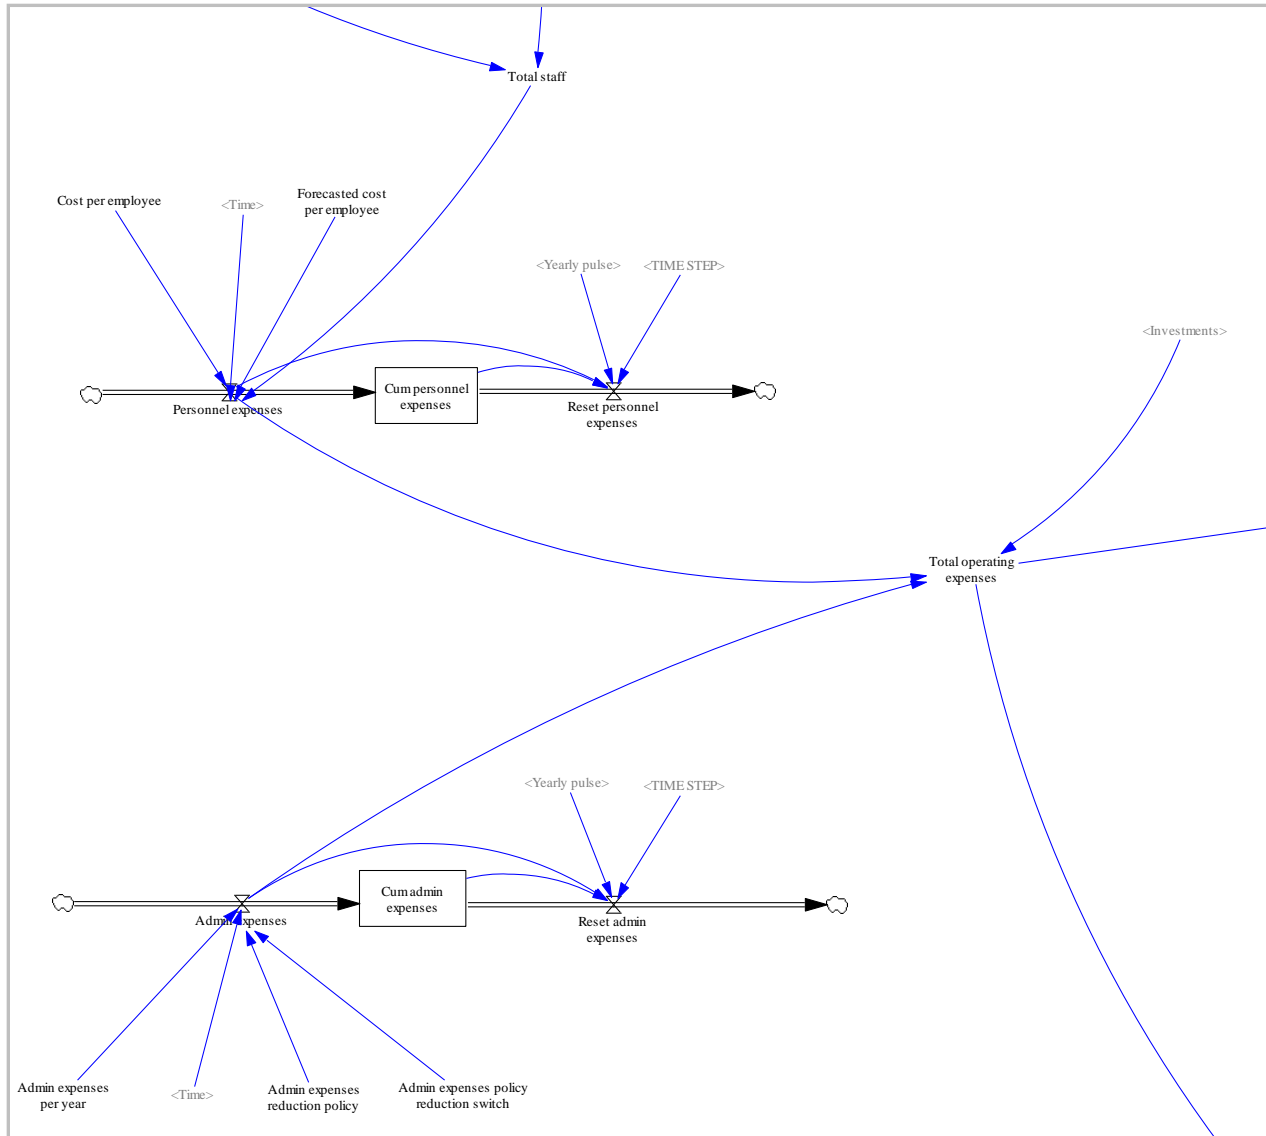 Total staff
Cost per employee
<Time>
Forecasted cost
per employee
<Yearly pulse>
<TIME STEP>
<Investments>
Personnel expenses
Cum personnel
expenses
Reset personnel
expenses
Total operating
expenses
<Yearly pulse>
<TIME STEP>
Admin expenses
Cum admin
expenses
Reset admin
expenses
Admin expenses
per year
<Time>
Admin expenses
reduction policy
Admin expenses policy
reduction switch